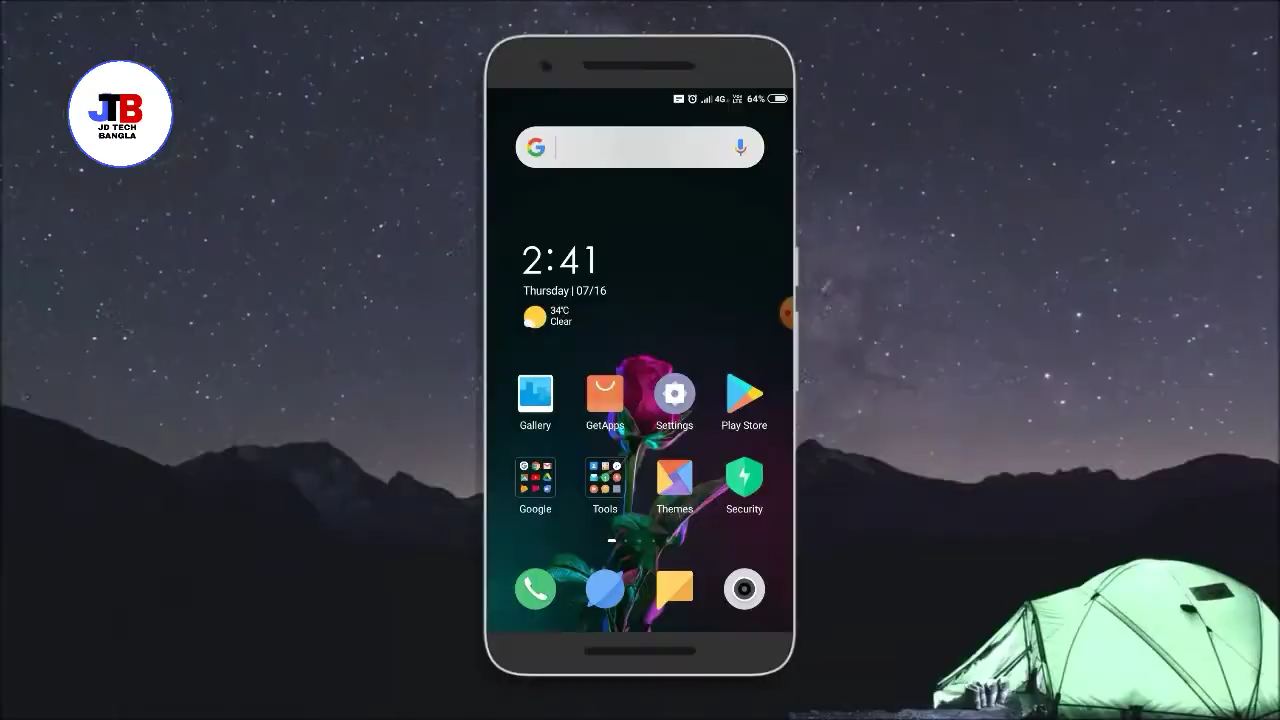 JTB
JD TECH
BANGLA
4G
VoLTE
64%
2:41
Thursday | 07/16
34°C
Clear
Gallery
GetApps
Settings
Play Store
Google
Tools
Themes
Security